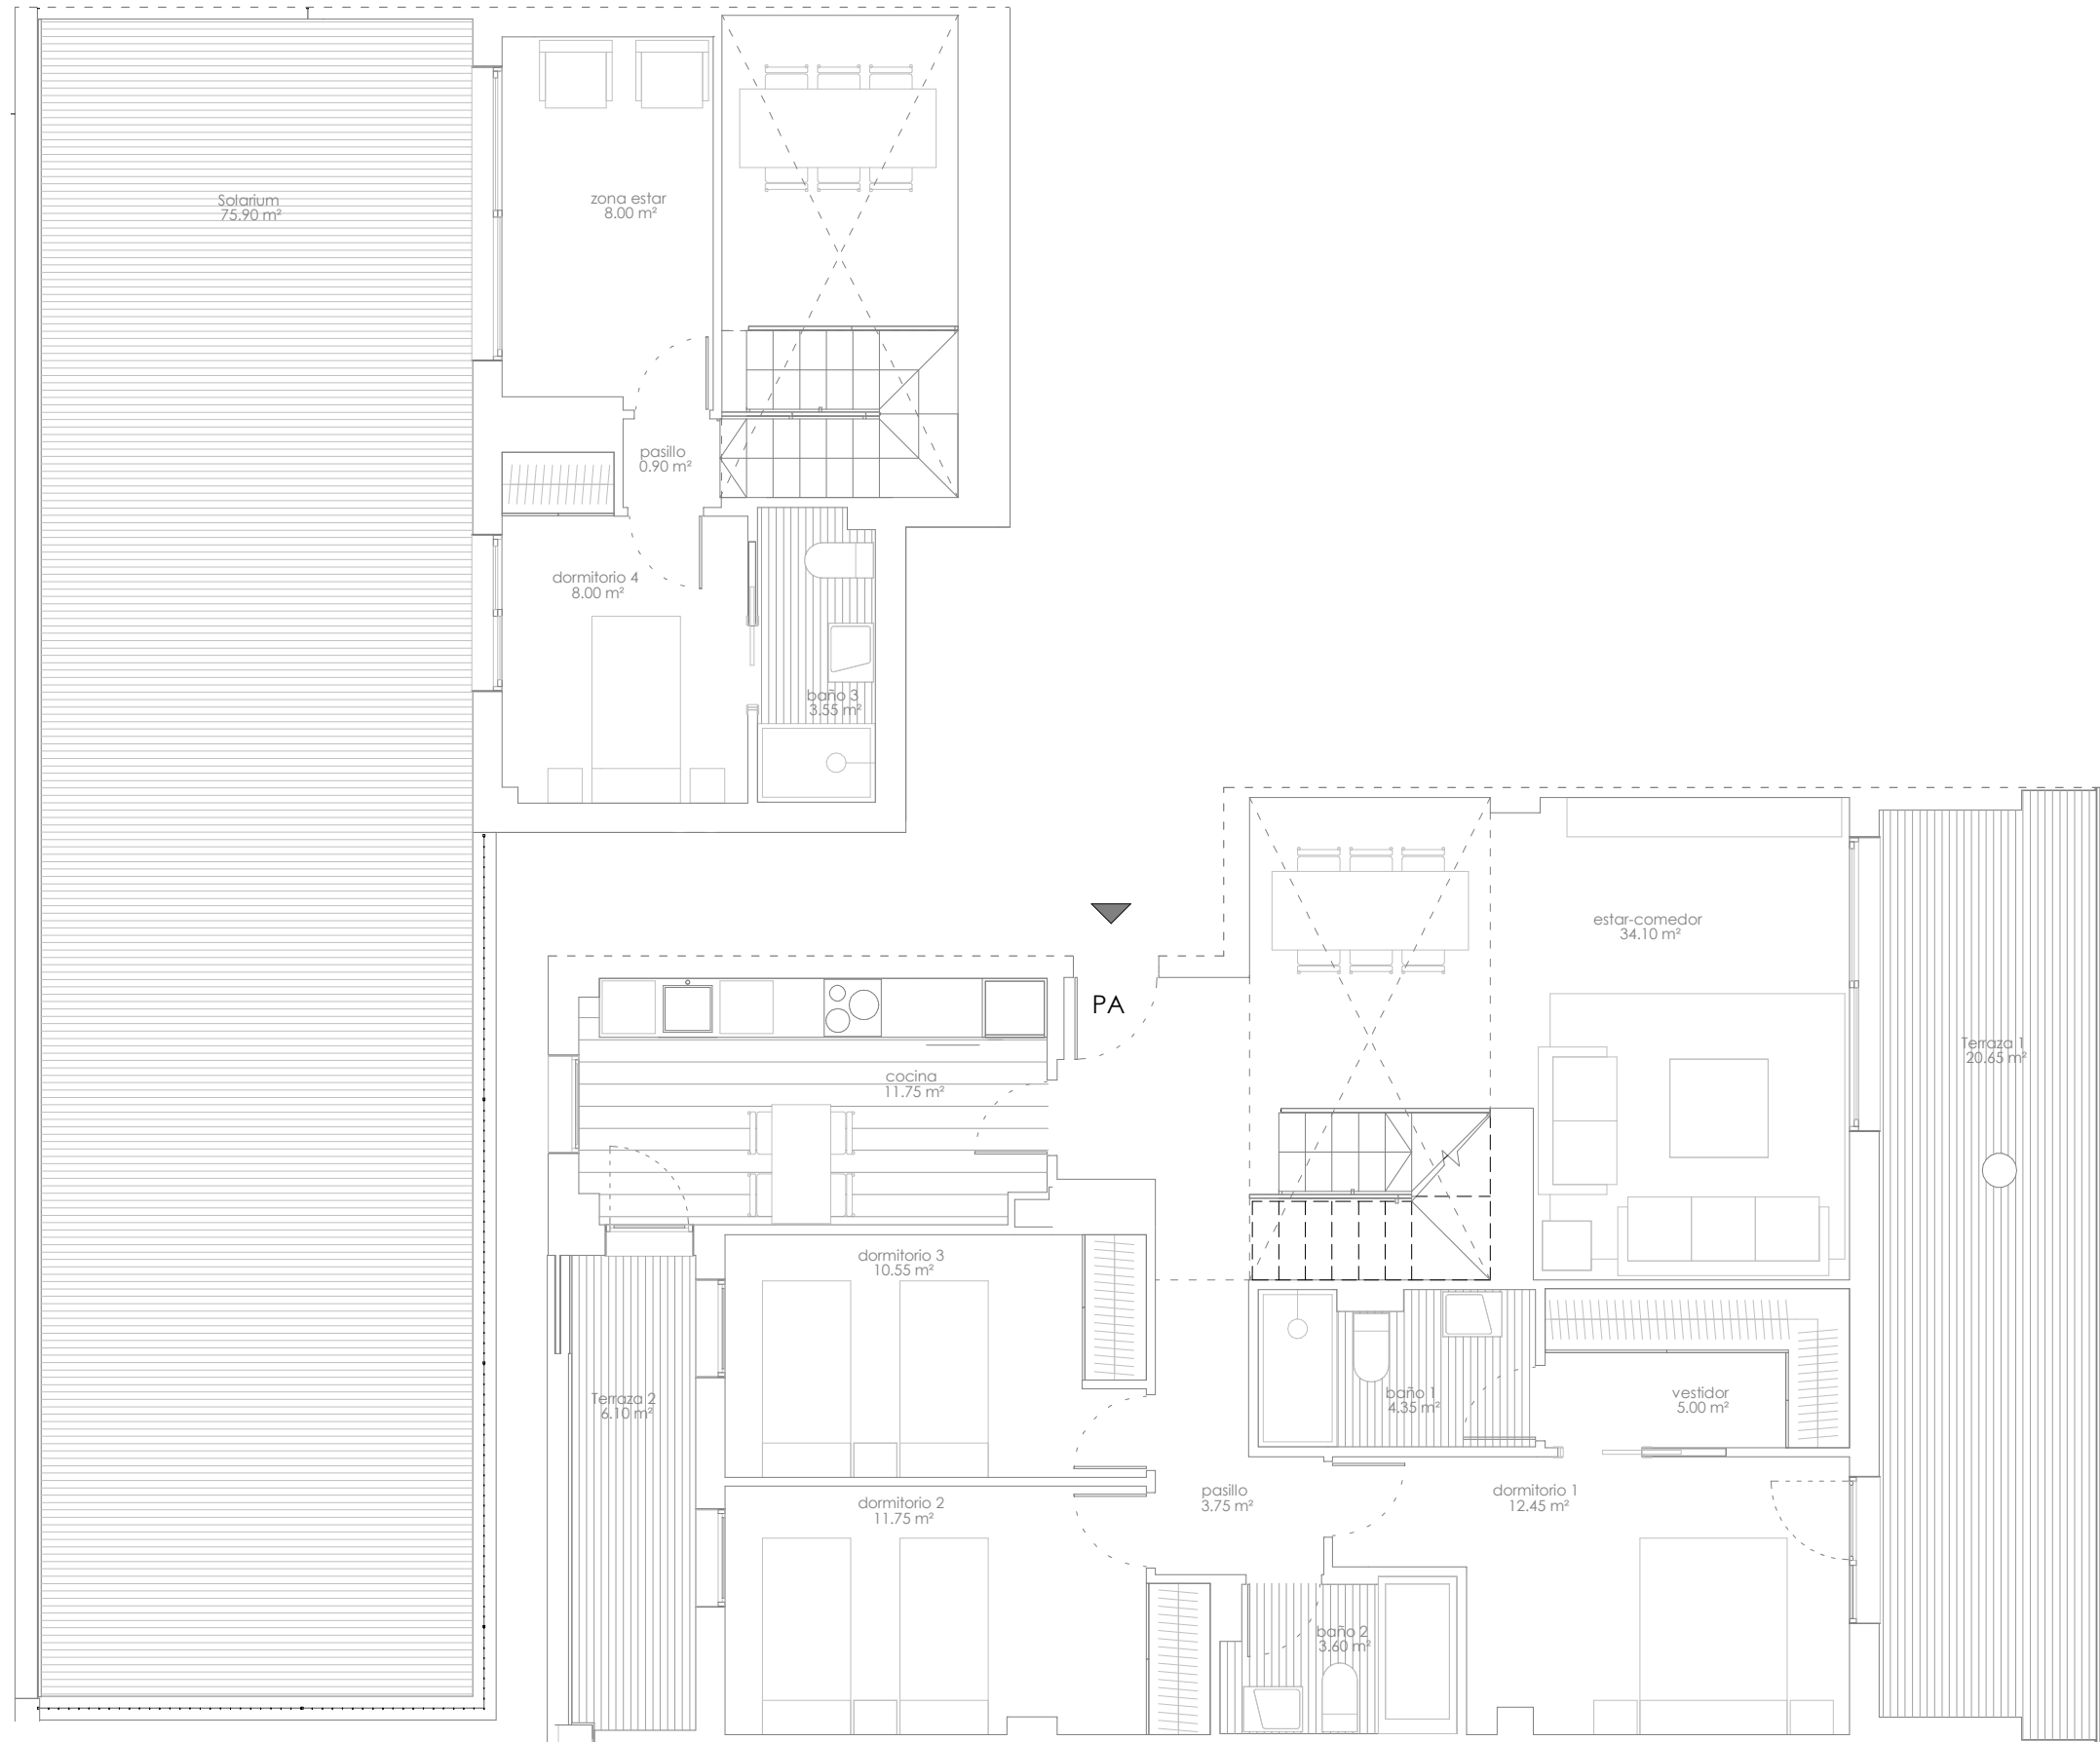 Solarium
75.90 m²
zona estar
8.00 m²
pasillo
0.90 m²
dormitorio 4
8.00 m²
baño 3
3.55 m²
estar-comedor
34.10 m²
PA
Terraza 1
20.65 m²
cocina
11.75 m²
dormitorio 3
10.55 m²
Terraza 2
6.10 m²
baño 1
4.35 m²
vestidor
5.00 m²
dormitorio 2
11.75 m²
pasillo
3.75 m²
dormitorio 1
12.45 m²
baño 2
3.60 m²